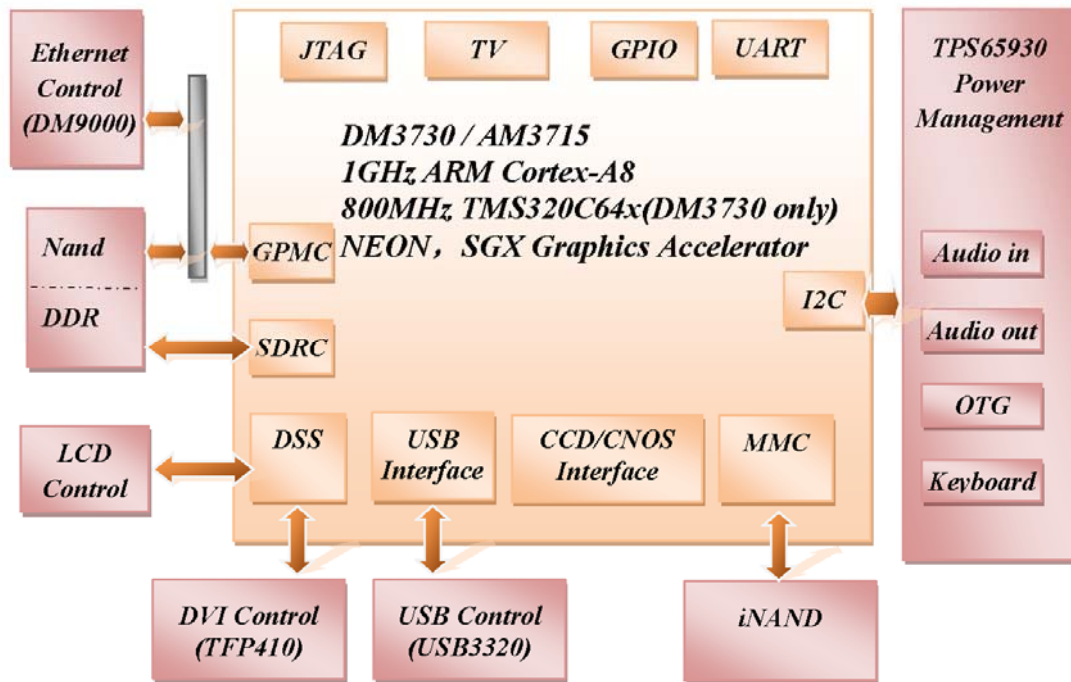 Ethernet
Control
(DM9000)
Nand
DDR
LCD
Control
JTAG
TV
GPIO
UART
DM3730 / AM3715
1GHz ARM Cortex-A8
800MHz TMS320C64x(DM3730 only)
NEON，SGX Graphics Accelerator
GPMC
SDRC
I2C
DSS
USB
Interface
CCD/CNOS
Interface
MMC
DVI Control
(TFP410)
USB Control
(USB3320)
iNAND
TPS65930
Power
Management
Audio in
Audio out
OTG
Keyboard